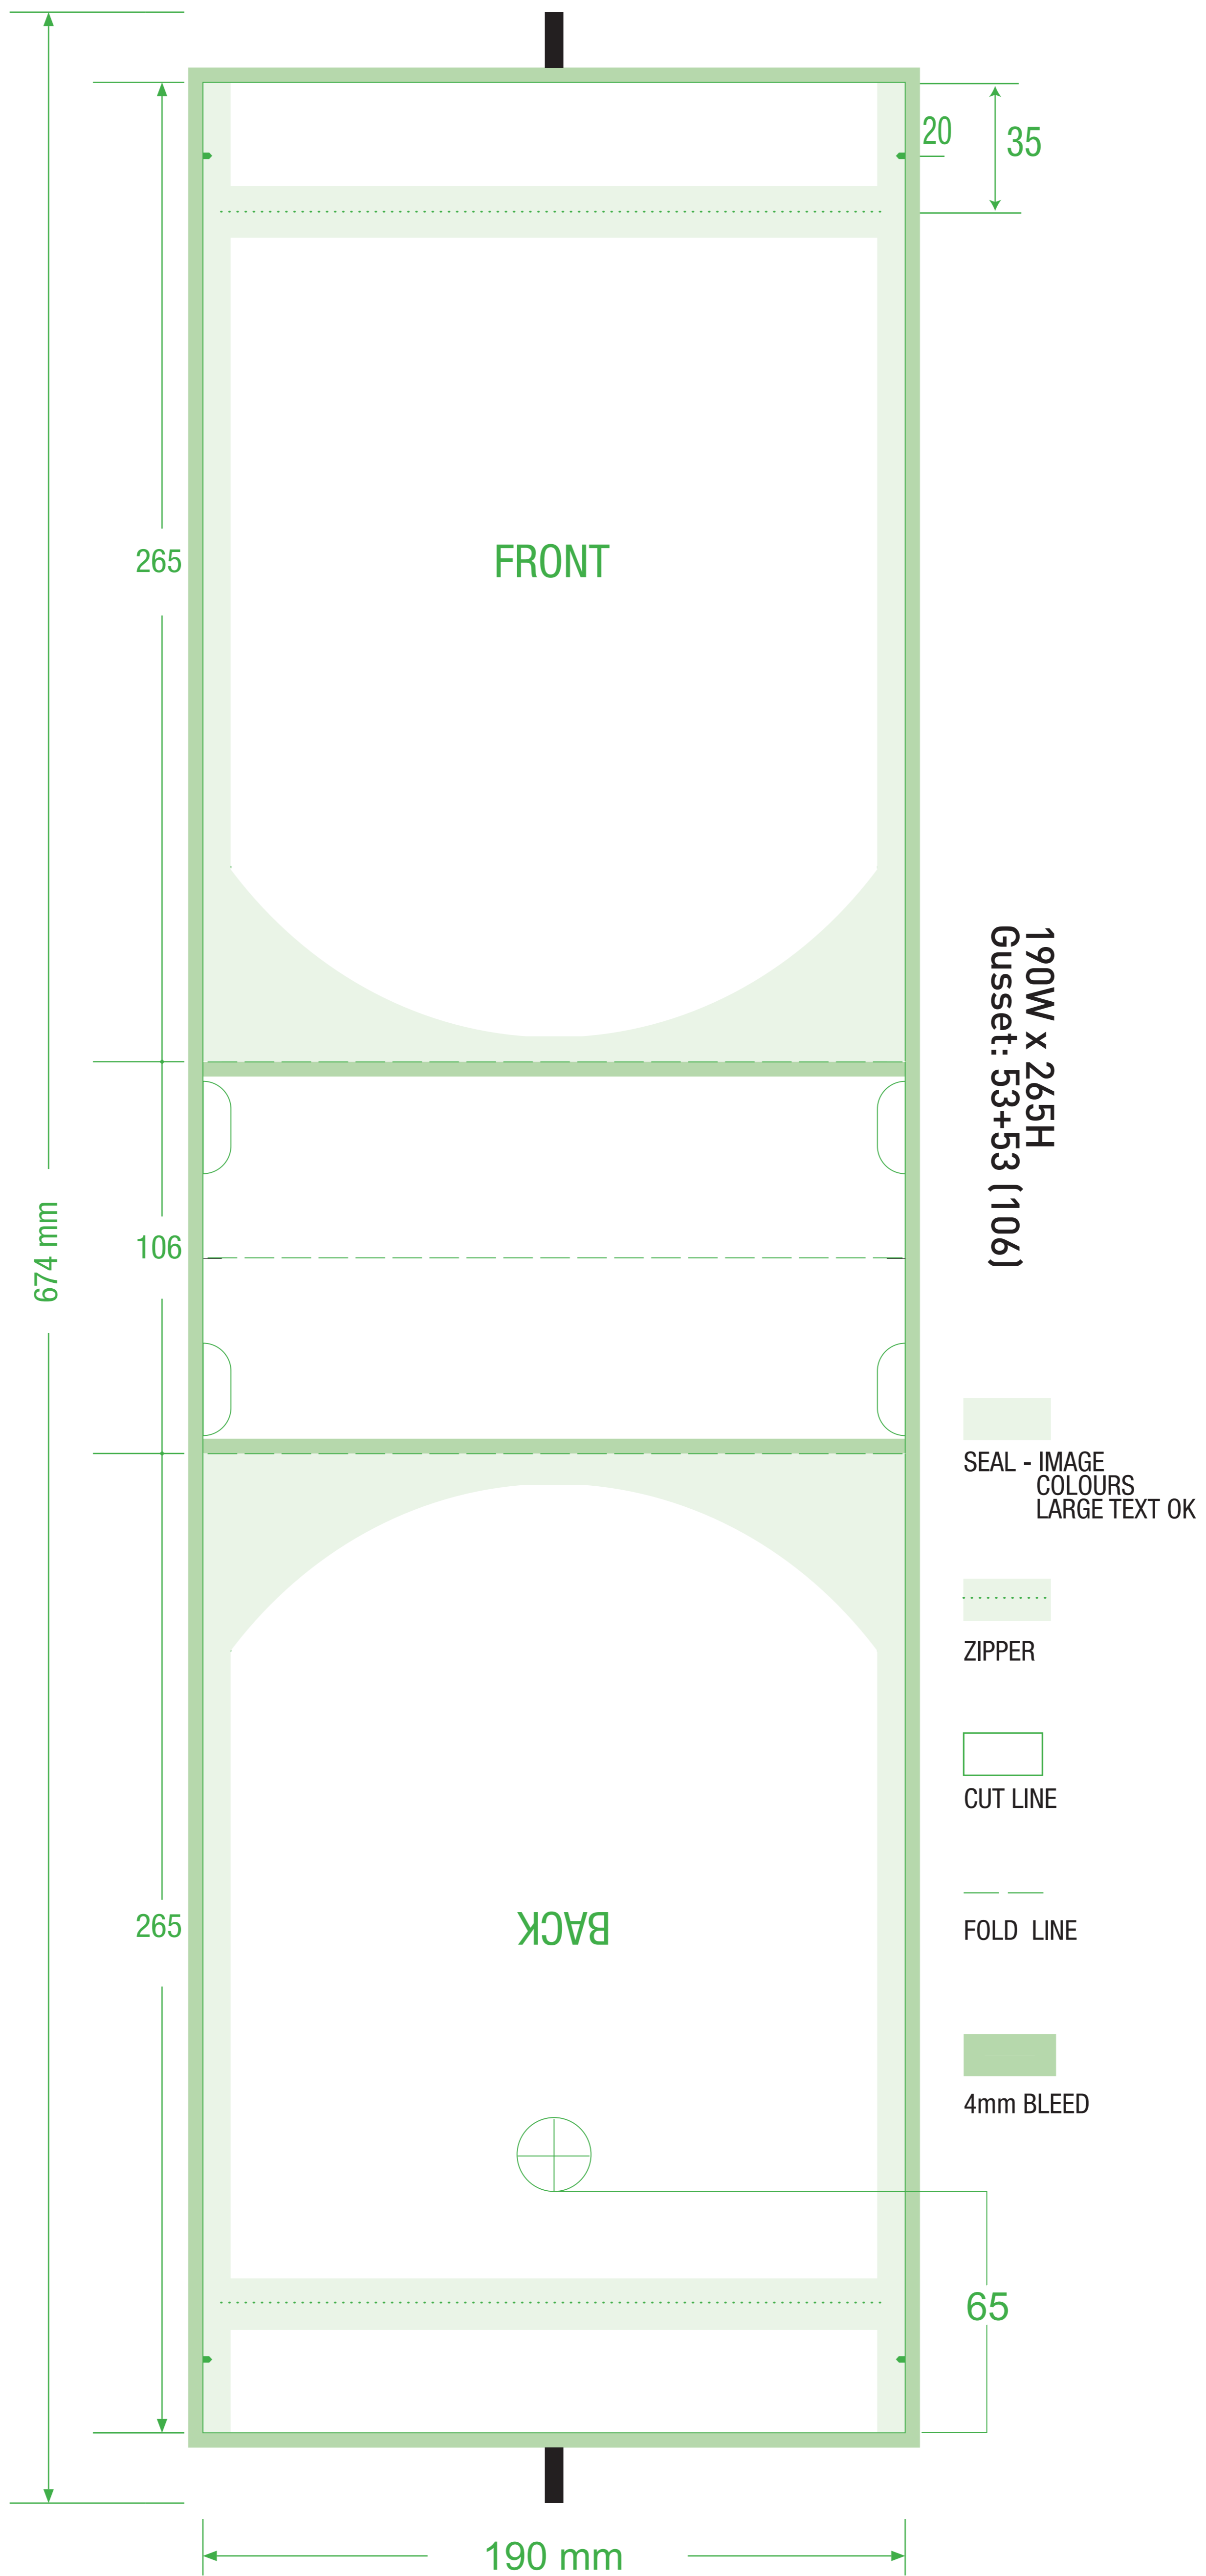 20
35
265
FRONT
190W x 265H
Gusset: 53+53 (106)
674 mm
106
SEAL - IMAGE
COLOURS
LARGE TEXT OK
ZIPPER
CUT LINE
265
BACK
FOLD LINE
4mm BLEED
65
190 mm